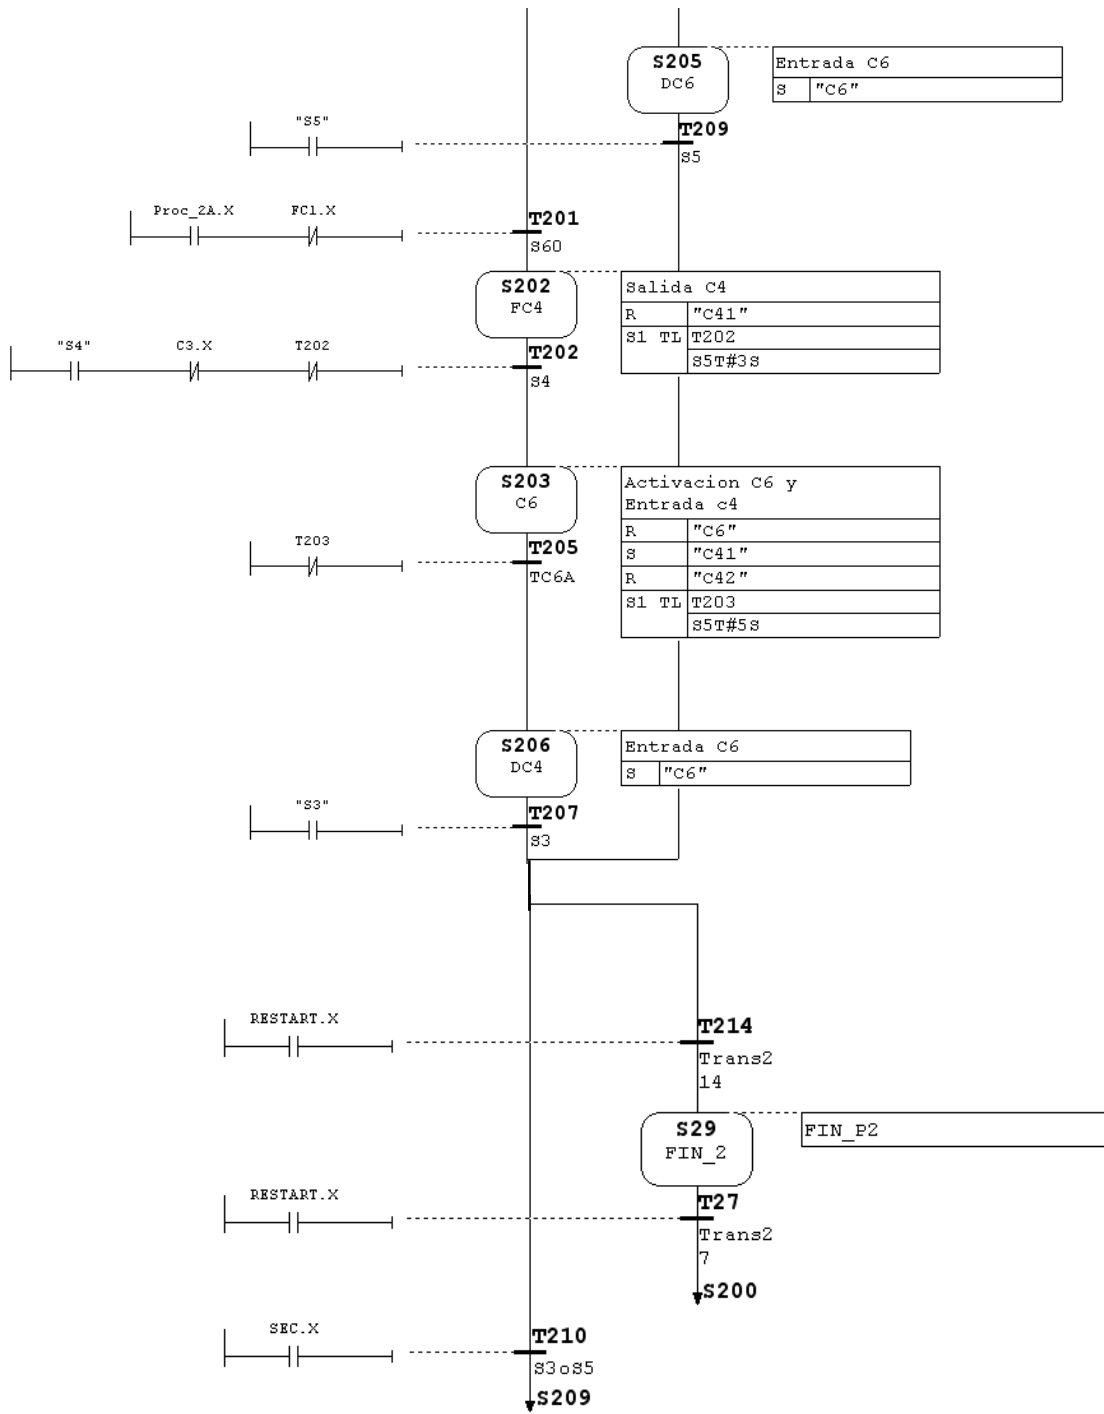 S205
DC6
Entrada C6
S "C6"
"S5"
T209
S5
Proc_2A.X FC1.X
T201
S60
S202
FC4
Salida C4
R "C41"
S1 TL T202
S5T#3S
"S4" C3.X T202
T202
S4
S203
C6
Activacion C6 y
Entrada c4
R "C6"
S "C41"
R "C42"
S1 TL T203
S5T#5S
T203
T205
TC6A
S206
DC4
Entrada C6
S "C6"
"S3"
T207
S3
RESTART.X
T214
Trans2
14
S29
FIN_2
FIN_P2
RESTART.X
T27
Trans2
7
S200
SEC.X
T210
S3oS5
S209